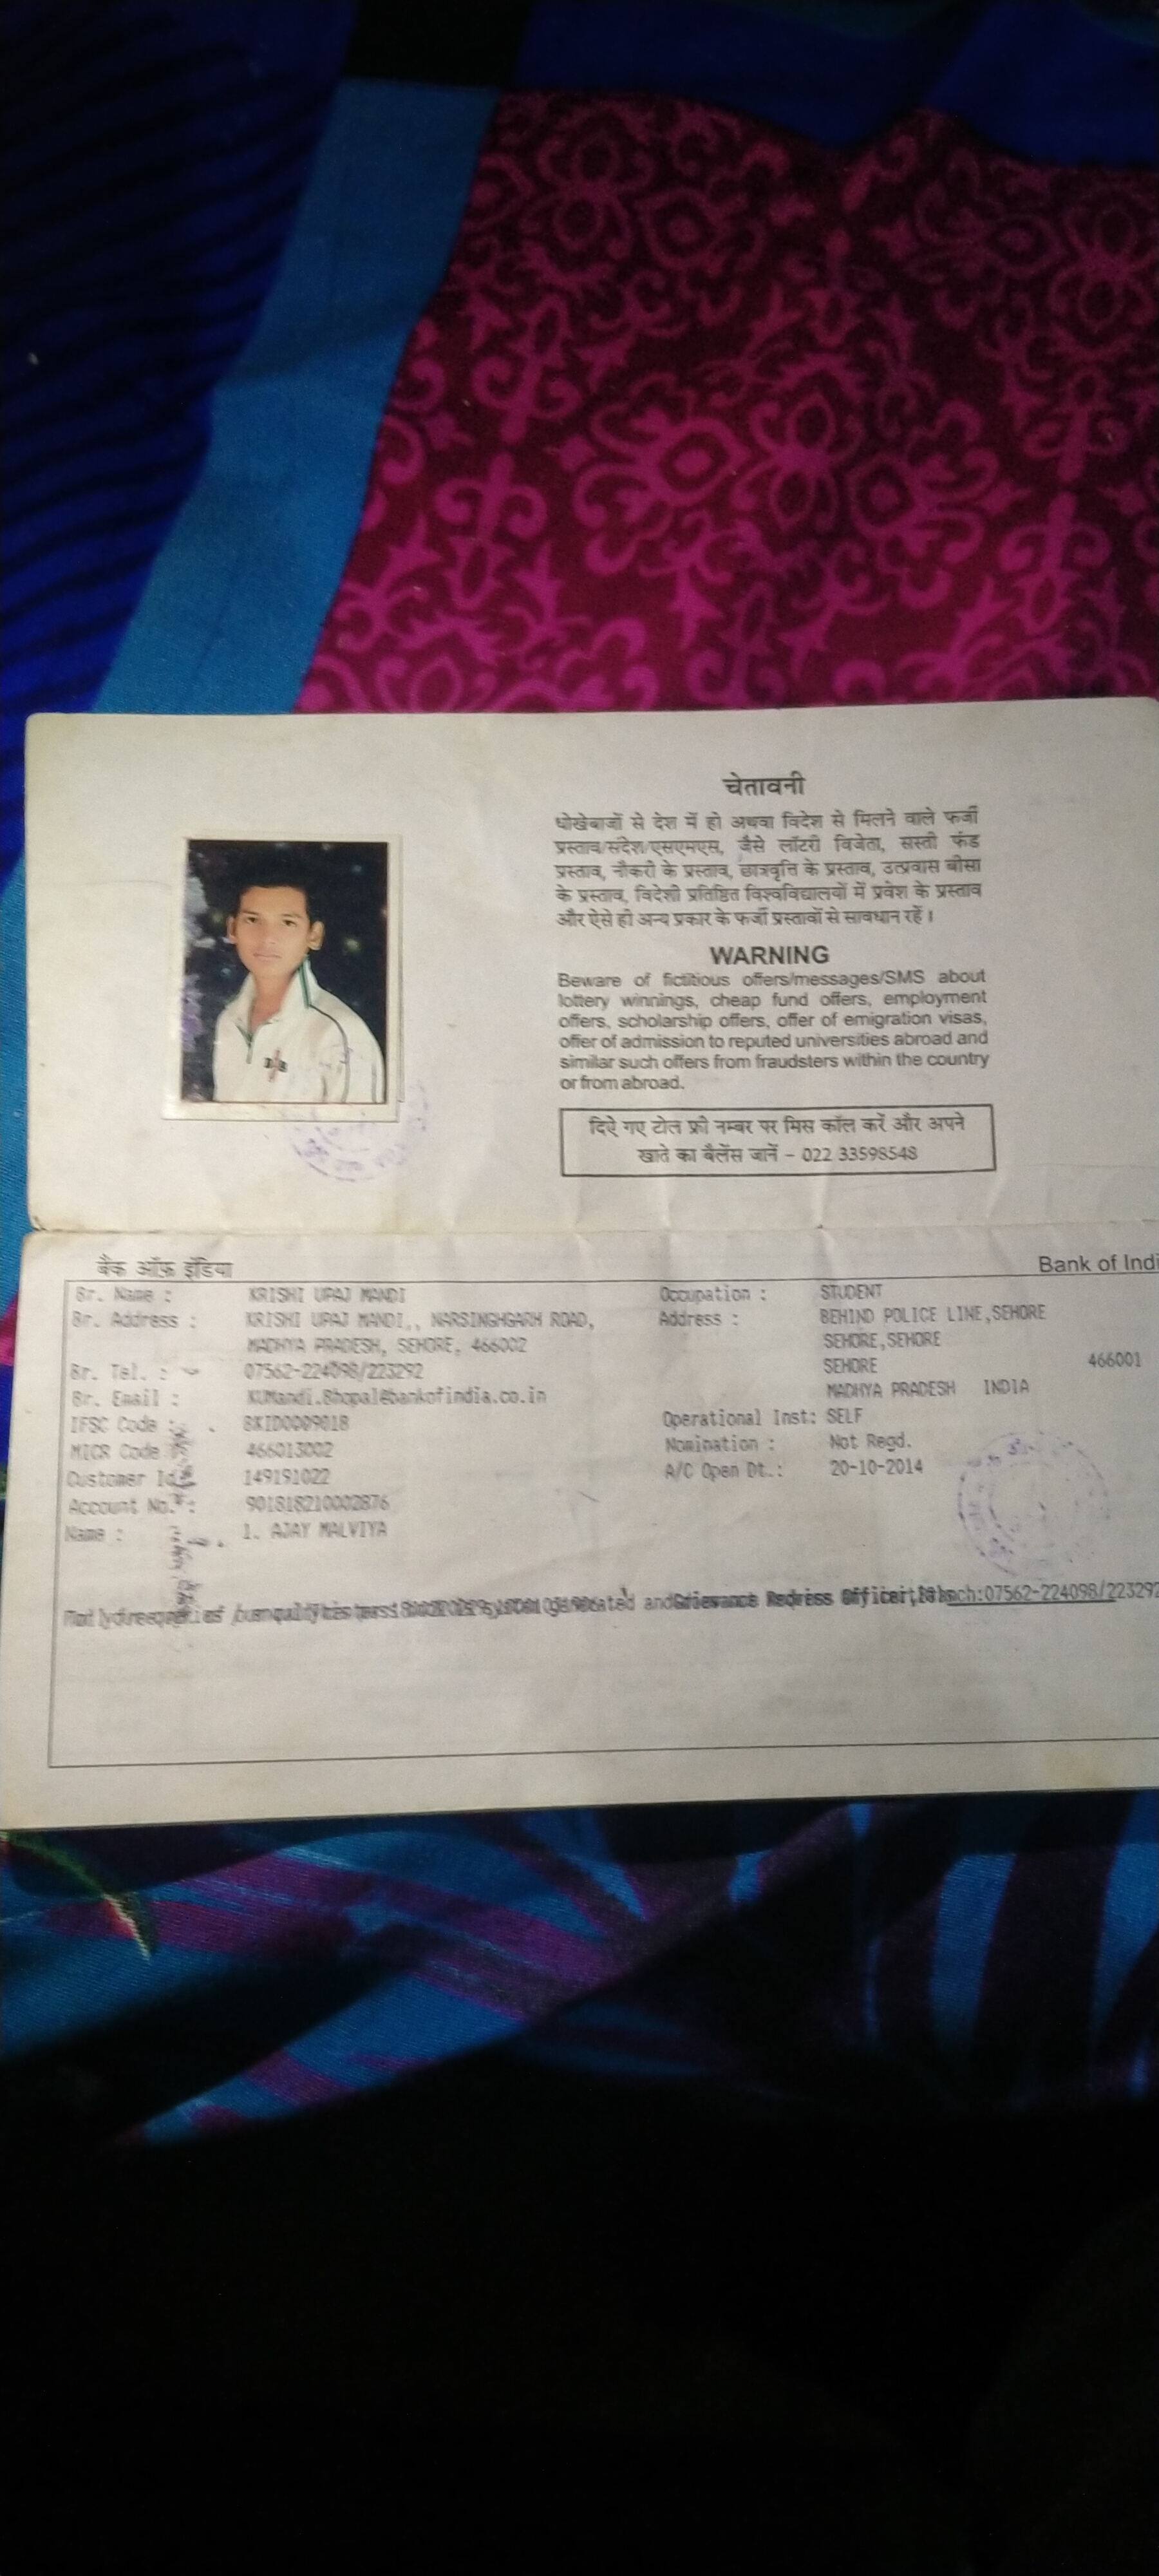 चेतावनी
धोखेबाजों से देश में हो अथवा विदेश से मिलने वाले फर्जी
प्रस्ताव/संदेश/एसएमएस, जैसे लॉटरी विजेता, सस्ती फंड
प्रस्ताव, नौकरी के प्रस्ताव, छात्रवृत्ति के प्रस्ताव, उत्प्रवास वीसा
के प्रस्ताव, विदेशी प्रतिष्ठित विश्वविद्यालयों में प्रवेश के प्रस्ताव
और ऐसे ही अन्य प्रकार के फर्जी प्रस्तावों से सावधान रहें।
WARNING
Beware of fictitious offers/messages/SMS about
lottery winnings, cheap fund offers, employment
offers, scholarship offers, offer of emigration visas,
offer of admission to reputed universities abroad and
similar such offers from fraudsters within the country
or from abroad.
दिऐ गए टोल फ्री नम्बर पर मिस कॉल करें और अपने
खाते का बैलेंस जानें – 022 33598548
बैंक ऑफ़ इंडिया Bank of Indi
Br. Name : KRISHI UPAJ MANDI Occupation : STUDENT
Br. Address : KRISHI UPAJ MANDI,, NARSINGHGARH ROAD, Address : BEHIND POLICE LINE,SEHORE
MADHYA PRADESH, SEHORE, 466002 SEHORE,SEHORE
Br. Tel. : 07562-224098/223292 SEHORE 466001
Br. Email : KUMandi.Bhopal@bankofindia.co.in MADHYA PRADESH INDIA
IFSC Code : BKID0009018 Operational Inst: SELF
MICR Code 466013002 Nomination : Not Regd.
Customer Id 149191022 A/C Open Dt.: 20-10-2014
Account No. : 901818210002876
Name : 1. AJAY MALVIYA
and Redress Officer 07562-224098/223292